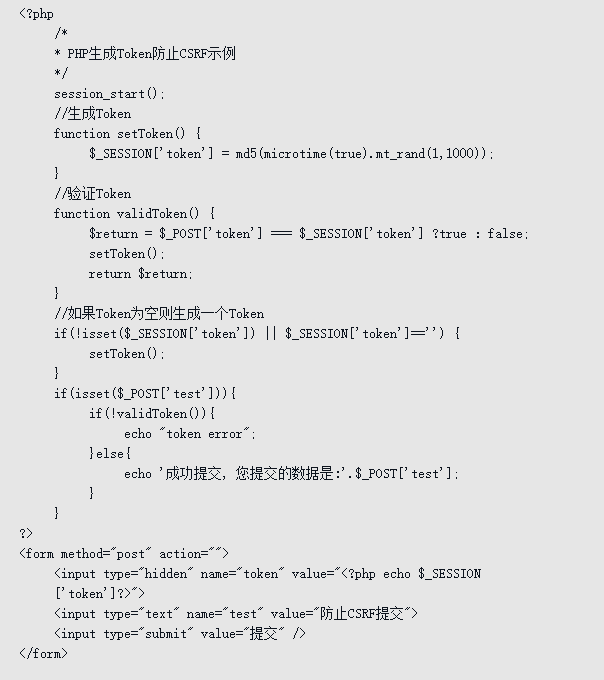 <?php
/*
* PHP生成Token防止CSRF示例
*/
session_start();
//生成Token
function setToken() {
$_SESSION['token'] = md5(microtime(true).mt_rand(1,1000));
}
//验证Token
function validToken() {
$return = $_POST['token'] === $_SESSION['token'] ?true : false;
setToken();
return $return;
}
//如果Token为空则生成一个Token
if(!isset($_SESSION['token']) || $_SESSION['token']=='') {
setToken();
}
if(isset($_POST['test'])){
if(!validToken()){
echo "token error";
}else{
echo '成功提交，您提交的数据是:'.$_POST['test'];
}
}
?>
<form method="post" action="">
<input type="hidden" name="token" value="<?php echo $_SESSION
['token']?>">
<input type="text" name="test" value="防止CSRF提交">
<input type="submit" value="提交" />
</form>